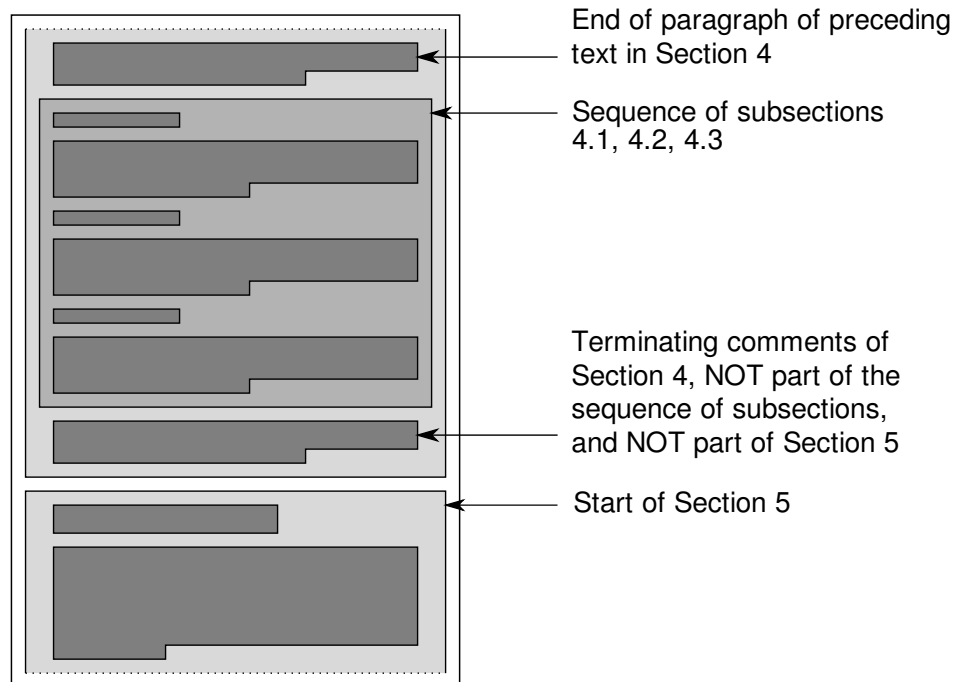 End of paragraph of preceding
text in Section 4
Sequence of subsections
4.1, 4.2, 4.3
Terminating comments of
Section 4, NOT part of the
sequence of subsections,
and NOT part of Section 5
Start of Section 5